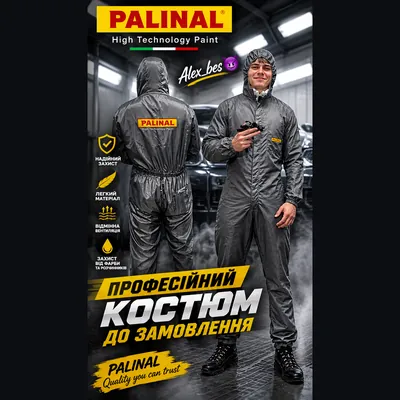 PALINAL®
High Technology Paint
Alex_bes
PALINAL
НАДІЙНИЙ
ЗАХИСТ
ЛЕГКИЙ
МАТЕРІАЛ
ВІДМІННА
ВЕНТИЛЯЦІЯ
ЗАХИСТ
ВІД ФАРБИ
ТА РОЗЧИННИКІВ
ПРОФЕСІЙНИЙ
КОСТЮМ
ДО ЗАМОВЛЕННЯ
PALINAL
Quality you can trust